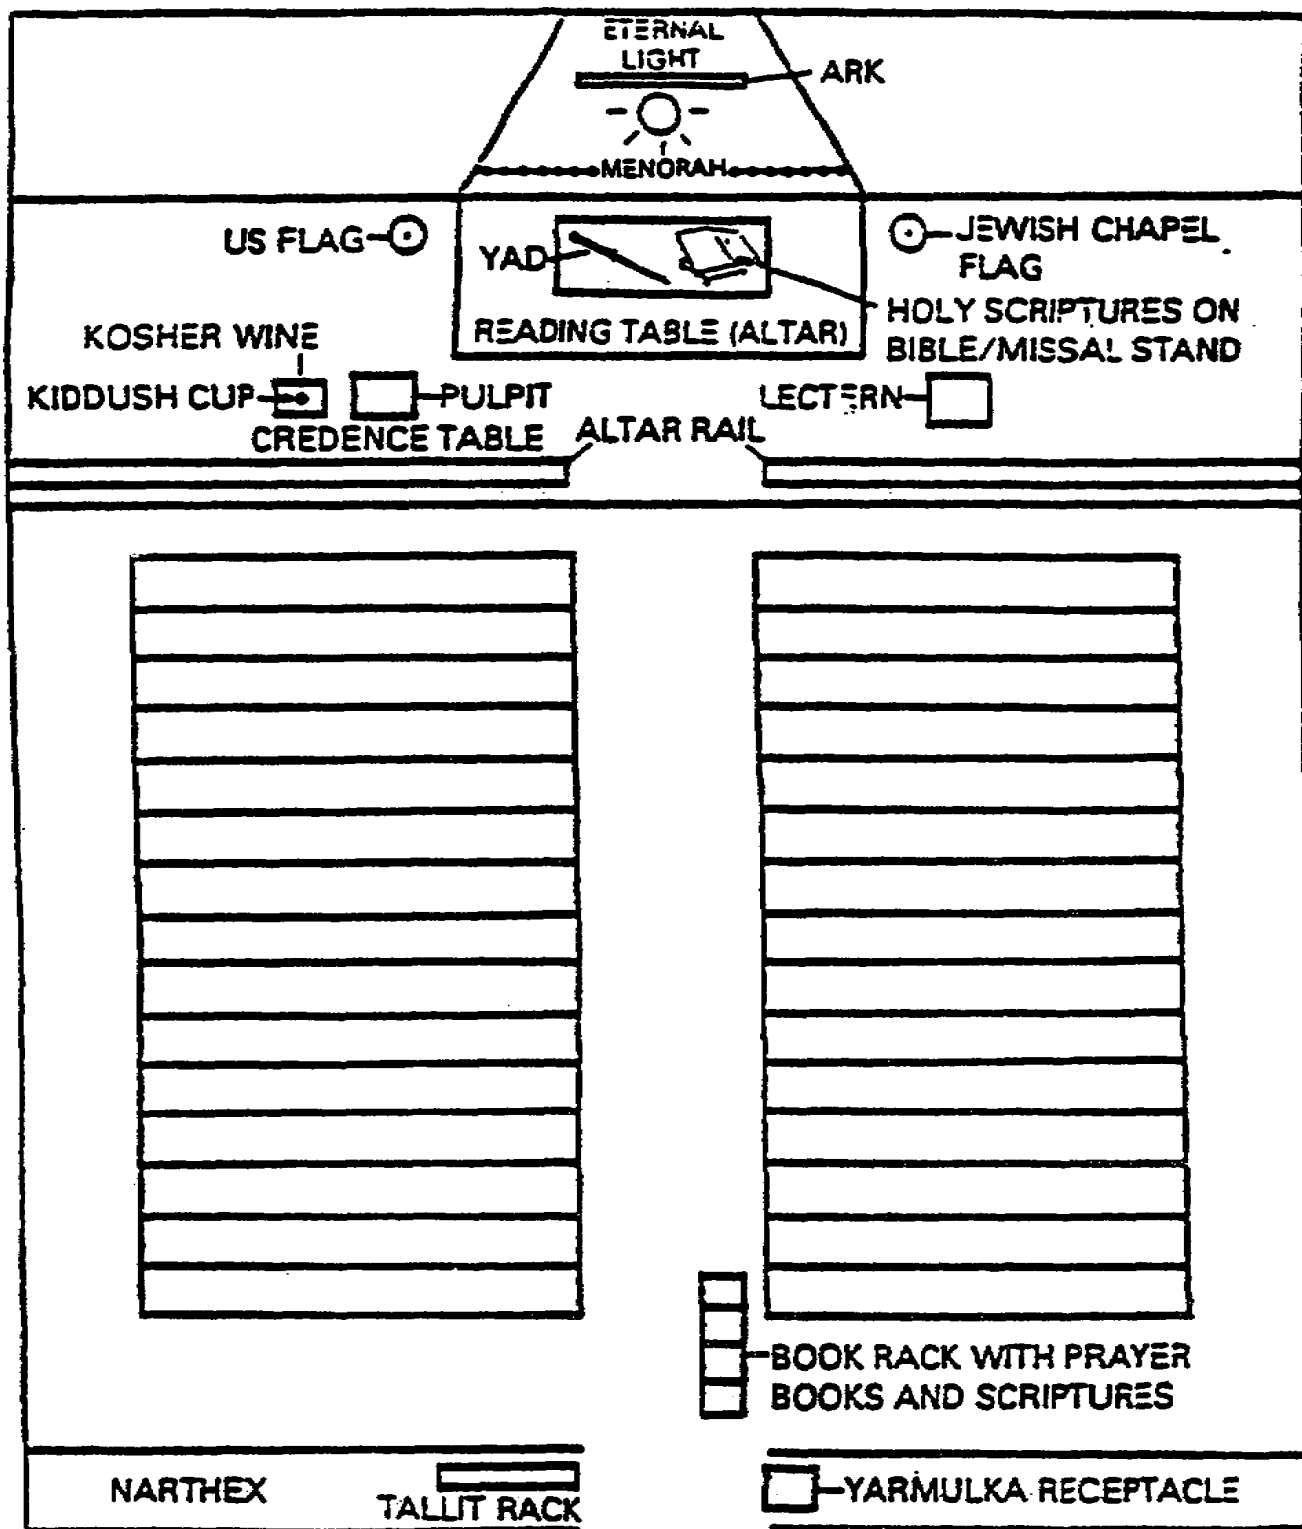 ETERNAL
LIGHT
ARK
MENORAH
US FLAG
YAD
JEWISH CHAPEL
FLAG
READING TABLE (ALTAR)
HOLY SCRIPTURES ON
BIBLE/MISSAL STAND
KOSHER WINE
KIDDUSH CUP
PULPIT
LECTERN
CREDENCE TABLE
ALTAR RAIL
BOOK RACK WITH PRAYER
BOOKS AND SCRIPTURES
NARTHEX
TALLIT RACK
YARMULKA RECEPTACLE